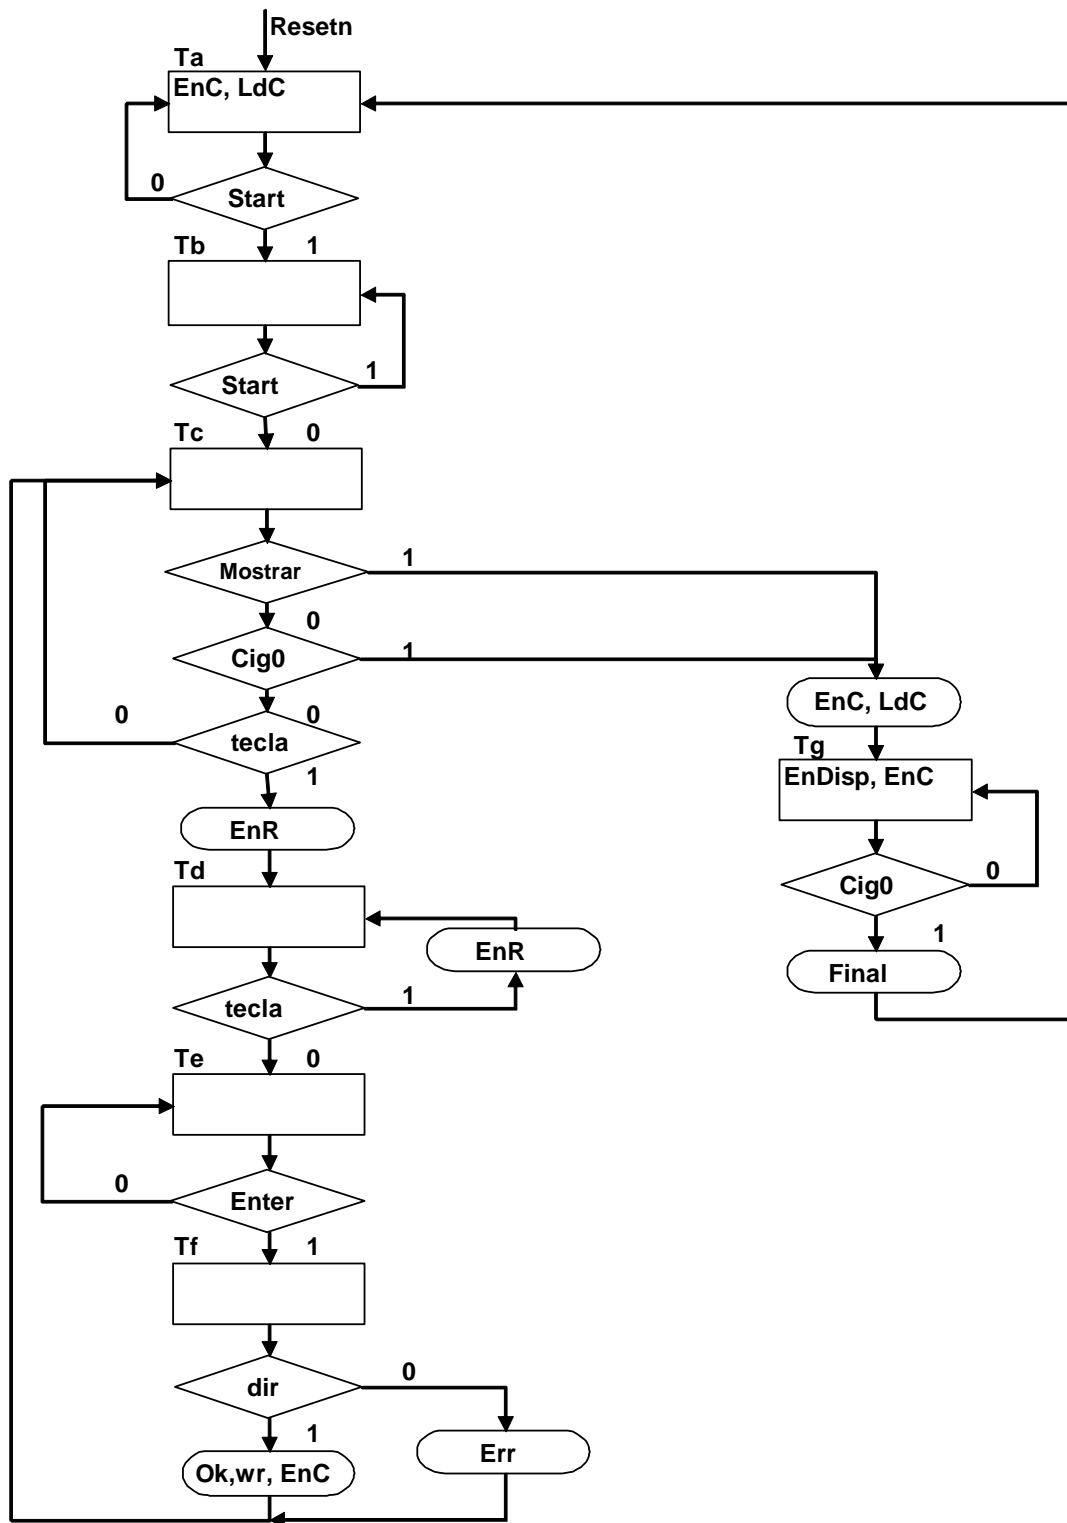 Resetn
Ta
EnC, LdC
0
Start
Tb
1
Start
1
Tc
0
Mostrar
1
0
Cig0
1
0
0
tecla
1
EnR
Td
EnR
tecla
1
Te
0
0
Enter
Tf
1
dir
0
1
Ok,wr, EnC
Err
EnC, LdC
Tg
EnDisp, EnC
Cig0
0
1
Final